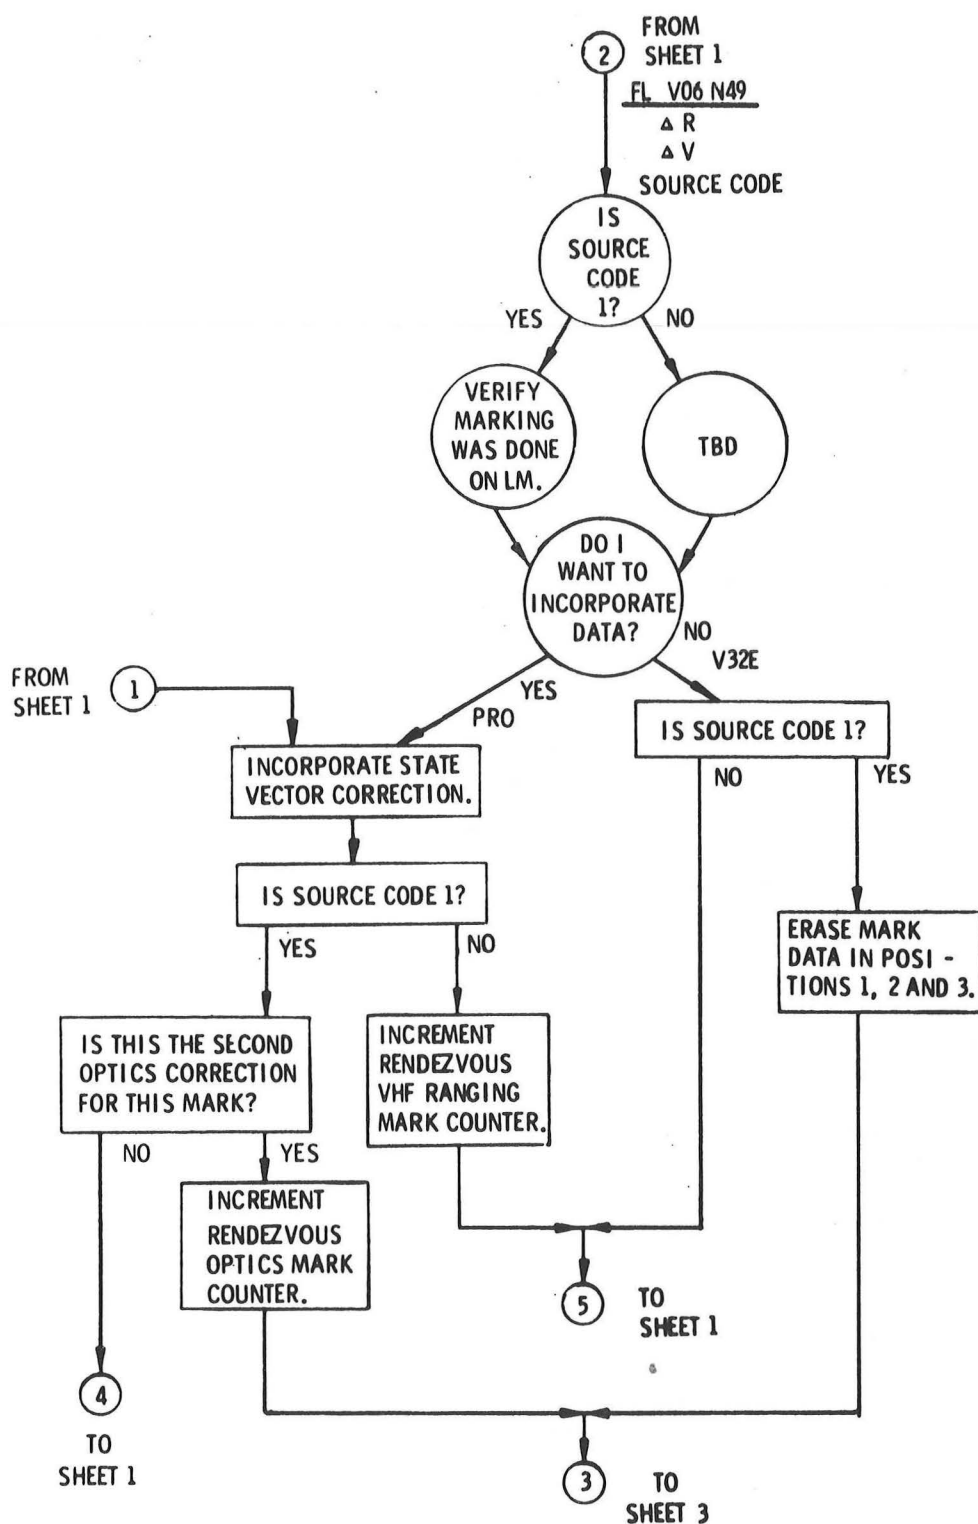 FROM
SHEET 1
2
FL V06 N49
Δ R
Δ V
SOURCE CODE
IS
SOURCE
CODE
1?
YES
NO
VERIFY
MARKING
WAS DONE
ON LM.
TBD
DO I
WANT TO
INCORPORATE
DATA?
NO
V32E
YES
PRO
FROM
SHEET 1
1
INCORPORATE STATE
VECTOR CORRECTION.
IS SOURCE CODE 1?
NO
YES
IS SOURCE CODE 1?
YES
NO
ERASE MARK
DATA IN POSI -
TIONS 1, 2 AND 3.
IS THIS THE SECOND
OPTICS CORRECTION
FOR THIS MARK?
INCREMENT
RENDEZVOUS
VHF RANGING
MARK COUNTER.
NO
YES
INCREMENT
RENDEZVOUS
OPTICS MARK
COUNTER.
5
TO
SHEET 1
4
TO
SHEET 1
3
TO
SHEET 3